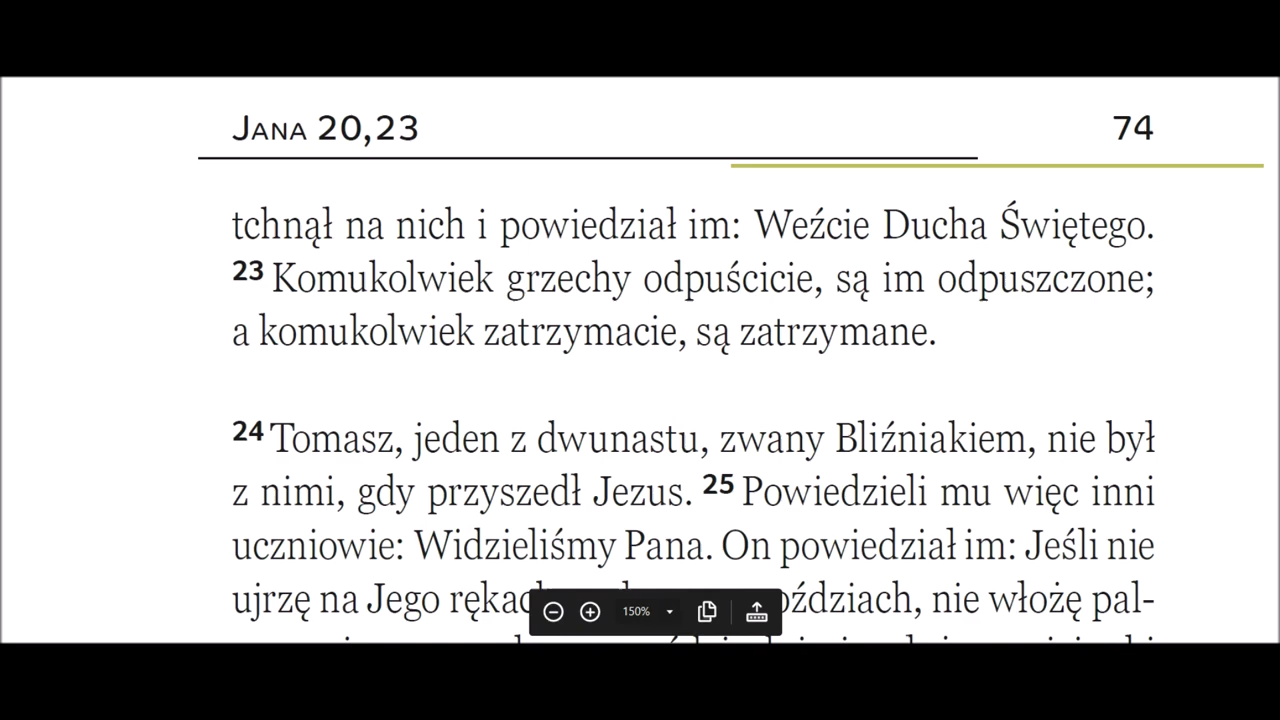 Jana 20,23 74
tchnął na nich i powiedział im: Weźcie Ducha Świętego.
23 Komukolwiek grzechy odpuścicie, są im odpuszczone;
a komukolwiek zatrzymacie, są zatrzymane.
24 Tomasz, jeden z dwunastu, zwany Bliźniakiem, nie był
z nimi, gdy przyszedł Jezus. 25 Powiedzieli mu więc inni
uczniowie: Widzieliśmy Pana. On powiedział im: Jeśli nie
ujrzę na Jego nie włożę pal-
150%